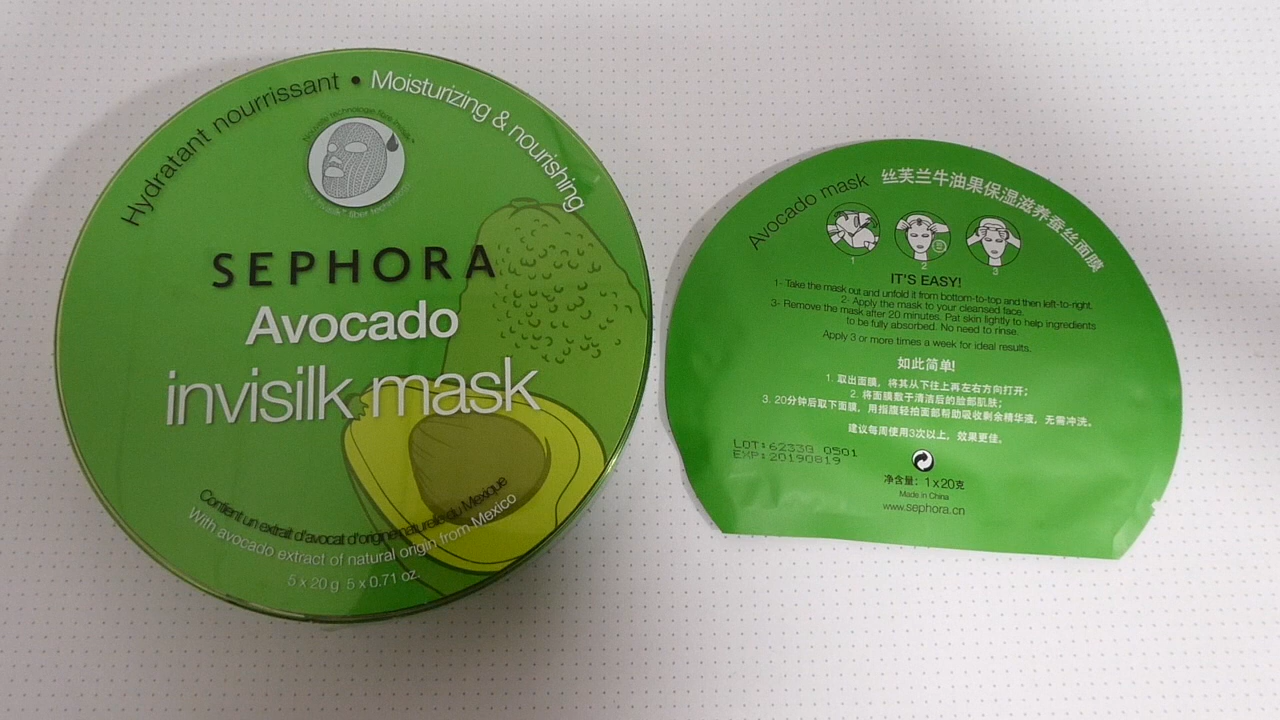 Hydratant nourrissant • Moisturizing & nourishing
SEPHORA
Avocado
invisilk mask
Contient un extrait d'avocat d'origine naturelle du Mexique
With avocado extract of natural origin from Mexico
5 x 20 g 5 x 0.71 oz.
Avocado mask 丝芙兰牛油果保湿滋养蚕丝面膜
1 2 3
IT'S EASY!
1- Take the mask out and unfold it from bottom-to-top and then left-to-right.
2- Apply the mask to your cleansed face.
3- Remove the mask after 20 minutes. Pat skin lightly to help ingredients
to be fully absorbed. No need to rinse.
Apply 3 or more times a week for ideal results.
如此简单!
1. 取出面膜，将其从下往上再左右方向打开；
2. 将面膜敷于清洁后的脸部肌肤；
3. 20分钟后取下面膜，用指腹轻拍面部帮助吸收剩余精华液，无需冲洗。
建议每周使用3次以上，效果更佳。
LOT:6233G 0501
EXP:20190819
净含量：1x20克
Made in China
www.sephora.cn